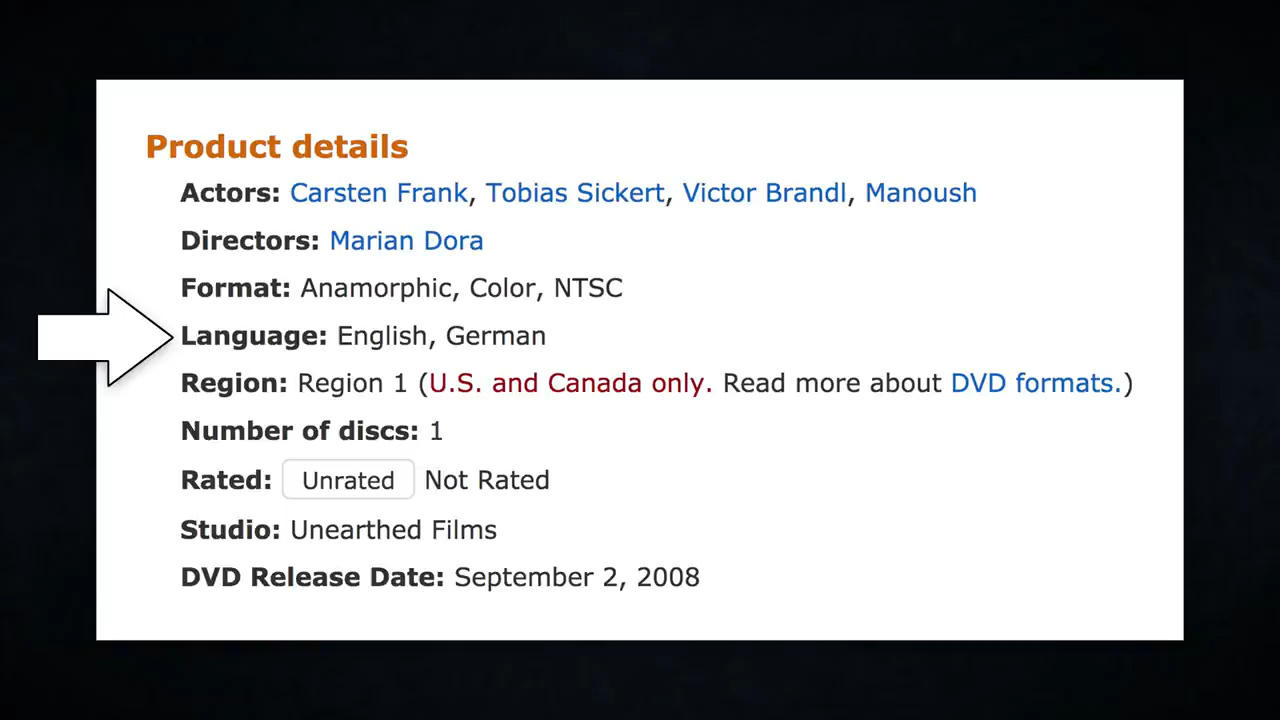 Product details
Actors: Carsten Frank, Tobias Sickert, Victor Brandl, Manoush
Directors: Marian Dora
Format: Anamorphic, Color, NTSC
Language: English, German
Region: Region 1 (U.S. and Canada only. Read more about DVD formats.)
Number of discs: 1
Rated: Unrated Not Rated
Studio: Unearthed Films
DVD Release Date: September 2, 2008